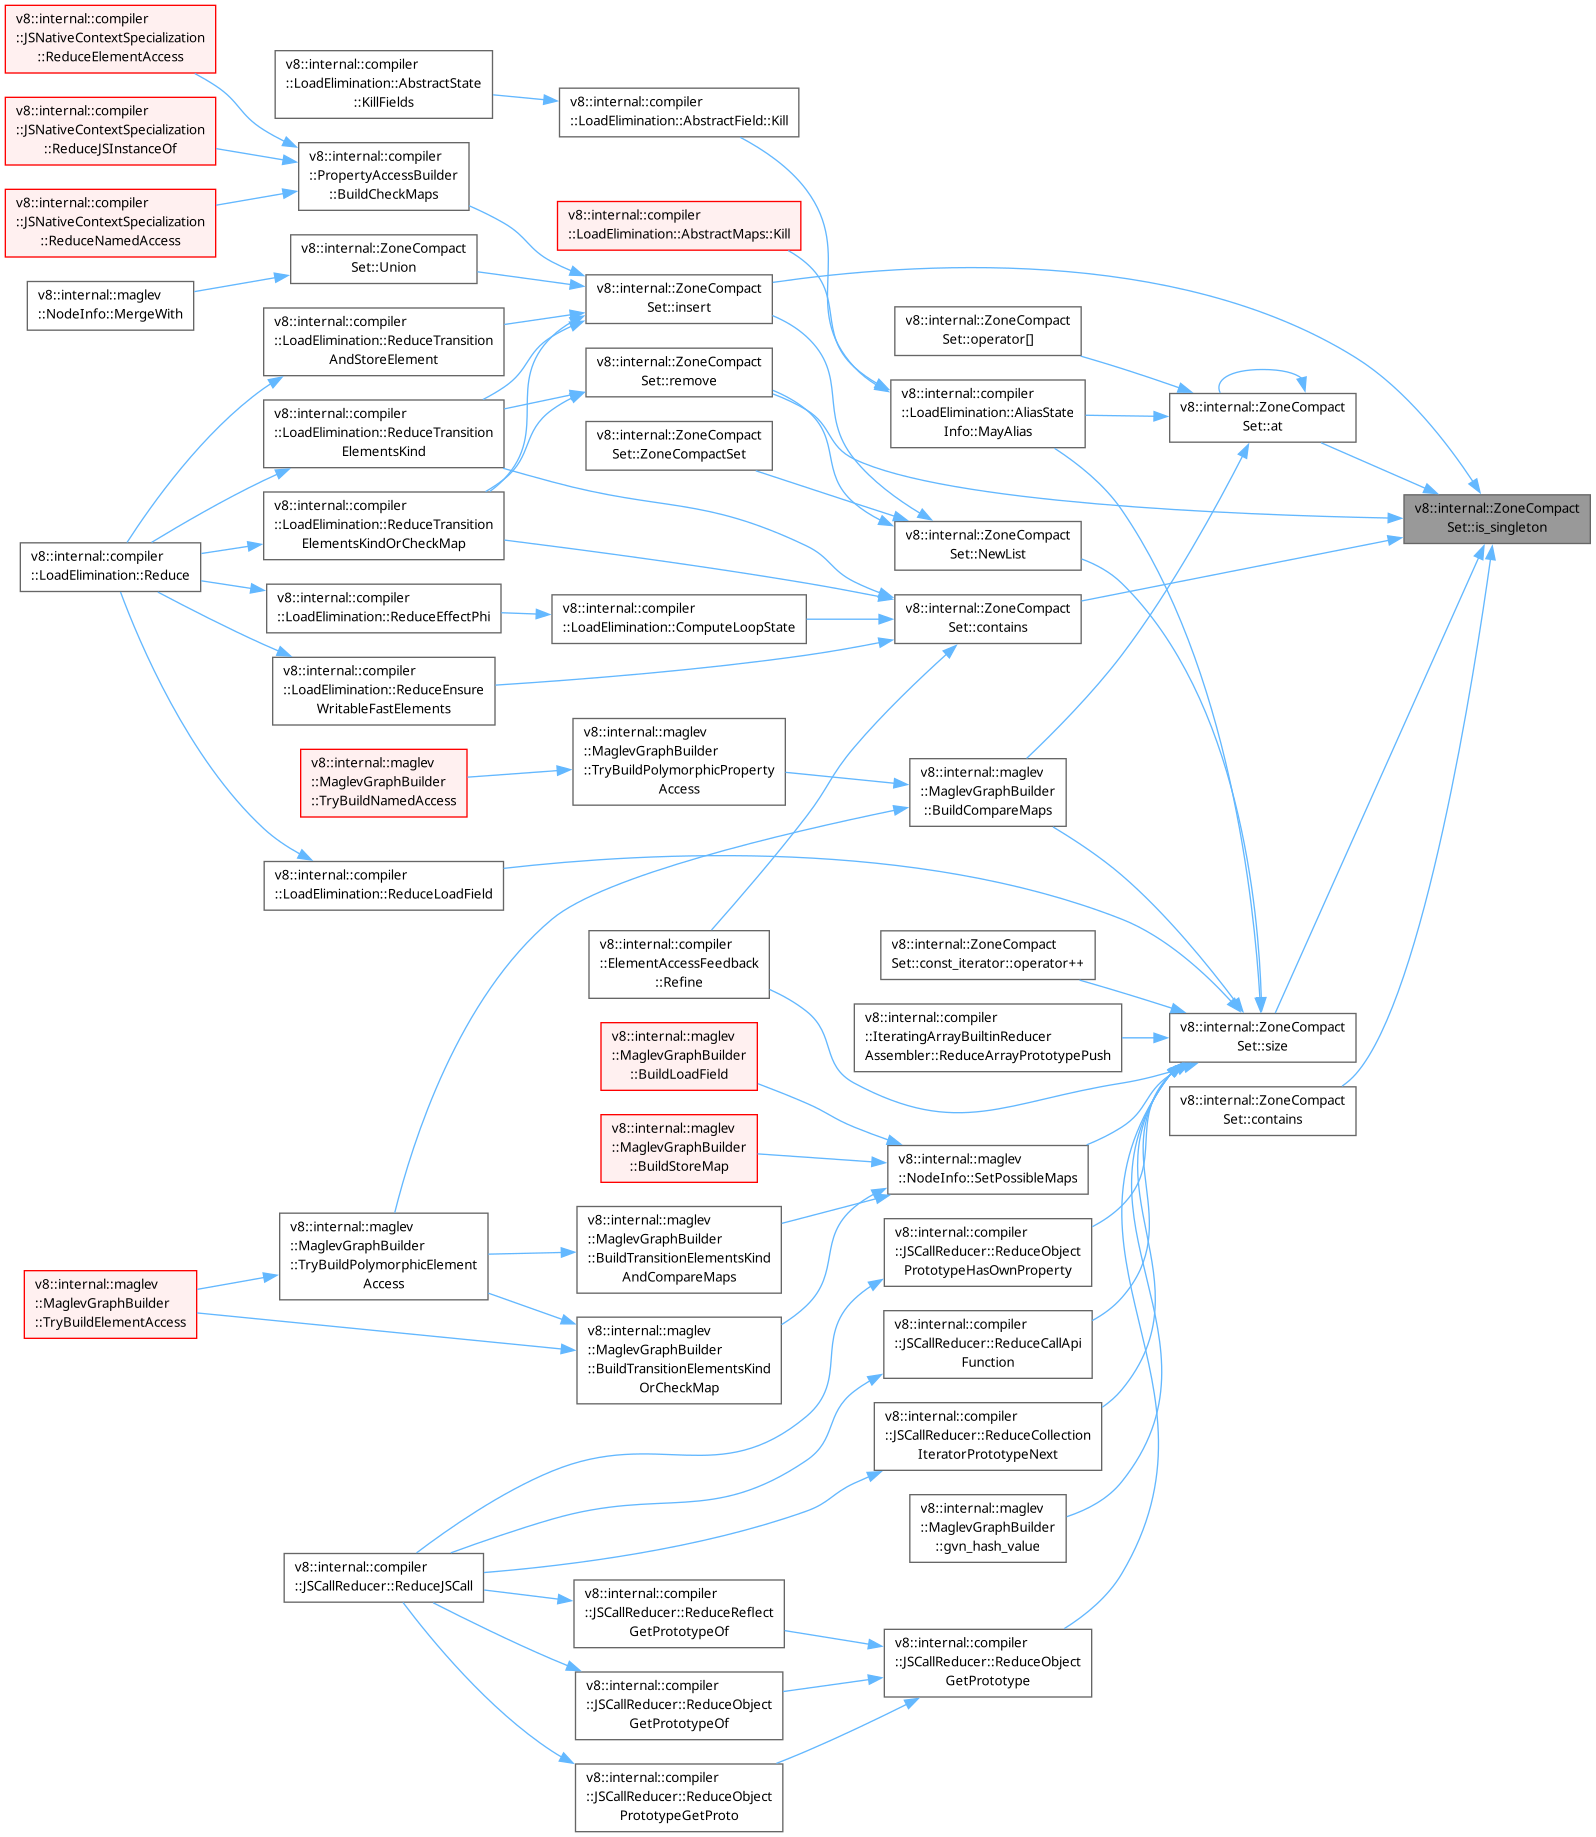 v8::internal::compiler
::JSNativeContextSpecialization
::ReduceElementAccess
v8::internal::compiler
::JSNativeContextSpecialization
::ReduceJSInstanceOf
v8::internal::compiler
::JSNativeContextSpecialization
::ReduceNamedAccess
v8::internal::maglev
::NodeInfo::MergeWith
v8::internal::compiler
::LoadElimination::Reduce
v8::internal::maglev
::MaglevGraphBuilder
::TryBuildElementAccess
v8::internal::compiler
::LoadElimination::AbstractState
::KillFields
v8::internal::compiler
::PropertyAccessBuilder
::BuildCheckMaps
v8::internal::ZoneCompact
Set::Union
v8::internal::compiler
::LoadElimination::ReduceTransition
AndStoreElement
v8::internal::compiler
::LoadElimination::ReduceTransition
ElementsKind
v8::internal::compiler
::LoadElimination::ReduceTransition
ElementsKindOrCheckMap
v8::internal::compiler
::LoadElimination::ReduceEffectPhi
v8::internal::compiler
::LoadElimination::ReduceEnsure
WritableFastElements
v8::internal::maglev
::MaglevGraphBuilder
::TryBuildNamedAccess
v8::internal::compiler
::LoadElimination::ReduceLoadField
v8::internal::maglev
::MaglevGraphBuilder
::TryBuildPolymorphicElement
Access
v8::internal::compiler
::JSCallReducer::ReduceJSCall
v8::internal::compiler
::LoadElimination::AbstractField::Kill
v8::internal::compiler
::LoadElimination::AbstractMaps::Kill
v8::internal::ZoneCompact
Set::insert
v8::internal::ZoneCompact
Set::remove
v8::internal::ZoneCompact
Set::ZoneCompactSet
v8::internal::compiler
::LoadElimination::ComputeLoopState
v8::internal::maglev
::MaglevGraphBuilder
::TryBuildPolymorphicProperty
Access
v8::internal::compiler
::ElementAccessFeedback
::Refine
v8::internal::maglev
::MaglevGraphBuilder
::BuildLoadField
v8::internal::maglev
::MaglevGraphBuilder
::BuildStoreMap
v8::internal::maglev
::MaglevGraphBuilder
::BuildTransitionElementsKind
AndCompareMaps
v8::internal::maglev
::MaglevGraphBuilder
::BuildTransitionElementsKind
OrCheckMap
v8::internal::compiler
::JSCallReducer::ReduceReflect
GetPrototypeOf
v8::internal::compiler
::JSCallReducer::ReduceObject
GetPrototypeOf
v8::internal::compiler
::JSCallReducer::ReduceObject
PrototypeGetProto
v8::internal::ZoneCompact
Set::operator[]
v8::internal::compiler
::LoadElimination::AliasState
Info::MayAlias
v8::internal::ZoneCompact
Set::NewList
v8::internal::ZoneCompact
Set::contains
v8::internal::maglev
::MaglevGraphBuilder
::BuildCompareMaps
v8::internal::ZoneCompact
Set::const_iterator::operator++
v8::internal::compiler
::IteratingArrayBuiltinReducer
Assembler::ReduceArrayPrototypePush
v8::internal::maglev
::NodeInfo::SetPossibleMaps
v8::internal::compiler
::JSCallReducer::ReduceObject
PrototypeHasOwnProperty
v8::internal::compiler
::JSCallReducer::ReduceCallApi
Function
v8::internal::compiler
::JSCallReducer::ReduceCollection
IteratorPrototypeNext
v8::internal::maglev
::MaglevGraphBuilder
::gvn_hash_value
v8::internal::compiler
::JSCallReducer::ReduceObject
GetPrototype
v8::internal::ZoneCompact
Set::at
v8::internal::ZoneCompact
Set::size
v8::internal::ZoneCompact
Set::contains
v8::internal::ZoneCompact
Set::is_singleton